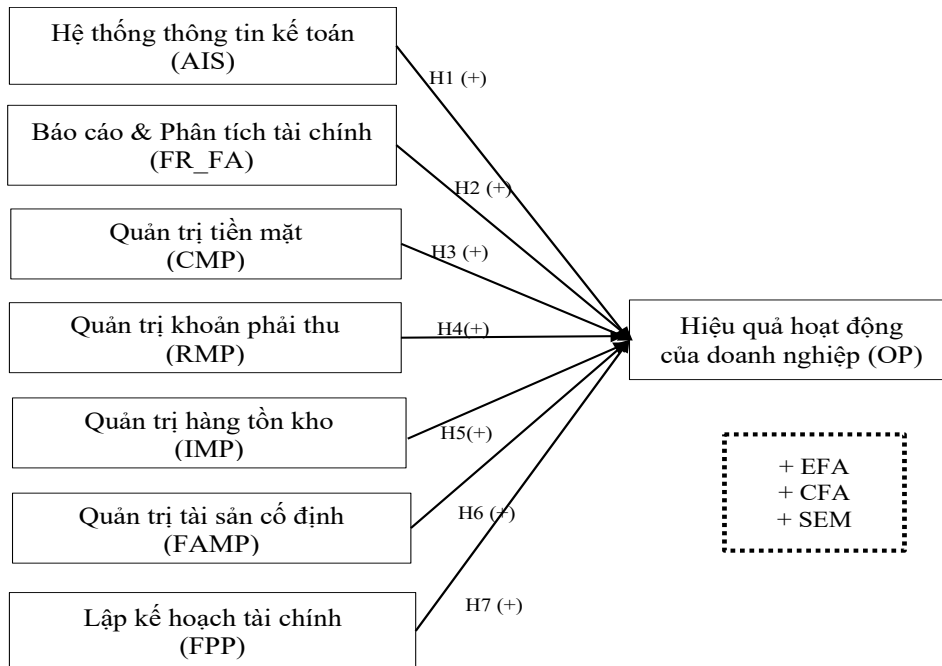 Hệ thống thông tin kế toán
(AIS)
H1 (+)
Báo cáo & Phân tích tài chính
(FR_FA)
H2 (+)
Quản trị tiền mặt
(CMP)
H3 (+)
Quản trị khoản phải thu
(RMP)
H4(+)
Hiệu quả hoạt động
của doanh nghiệp (OP)
Quản trị hàng tồn kho
(IMP)
H5(+)
Quản trị tài sản cố định
(FAMP)
H6 (+)
Lập kế hoạch tài chính
(FPP)
H7 (+)
+ EFA
+ CFA
+ SEM